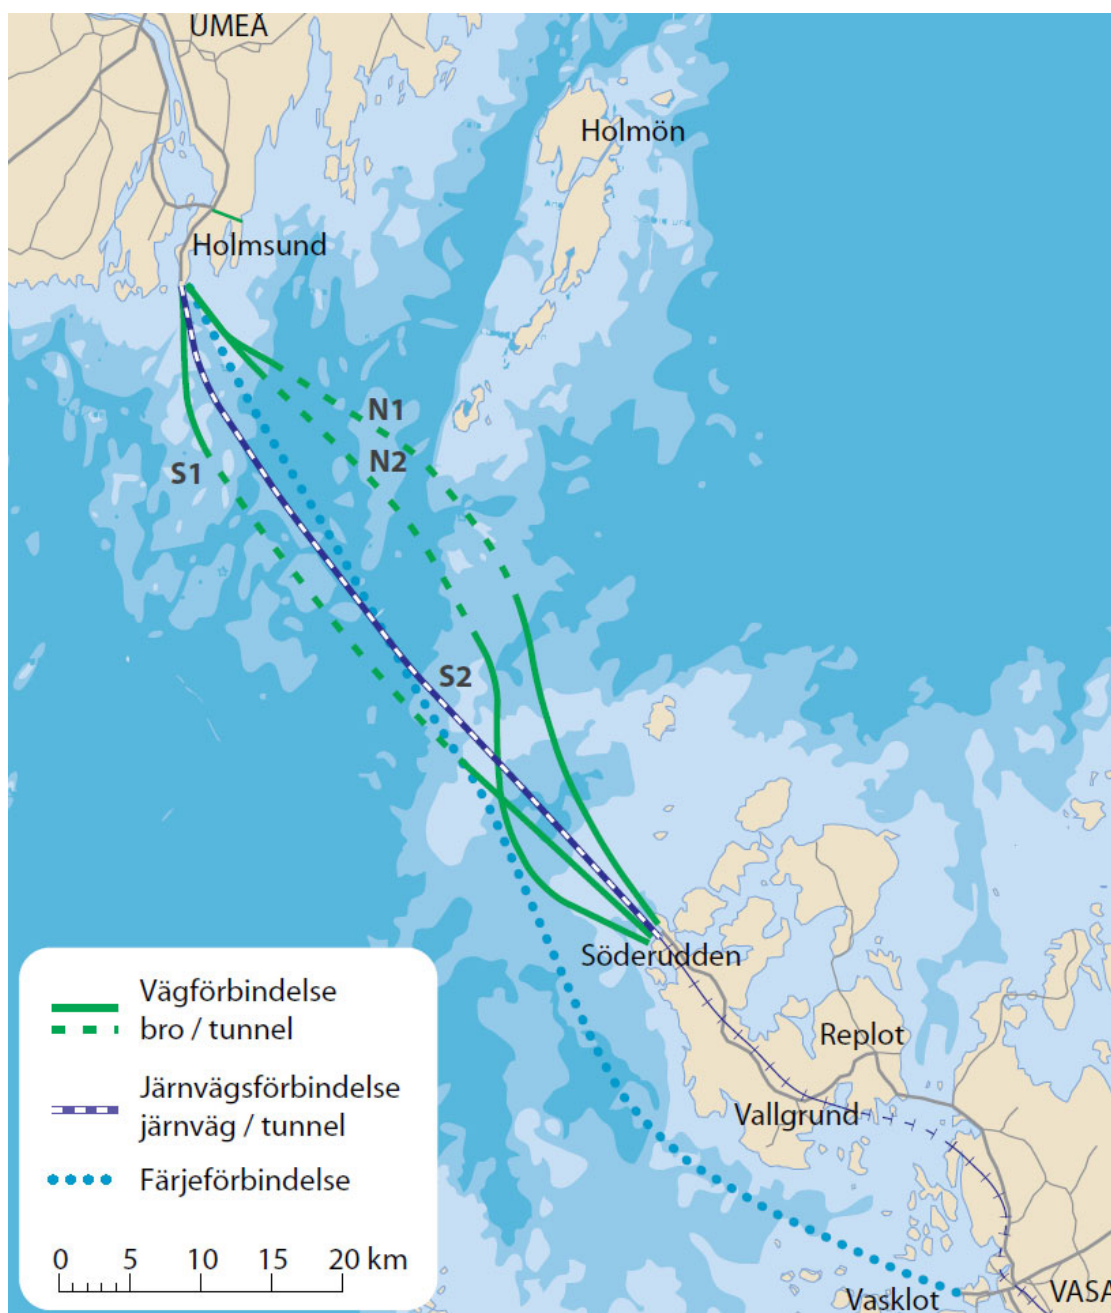 UMEÅ
Holmön
Holmsund
N1
N2
S1
S2
Söderudden
Replot
Vallgrund
Vasklot
VASA
Vägförbindelse
bro / tunnel
Järnvägsförbindelse
järnväg / tunnel
Färjeförbindelse
0 5 10 15 20 km